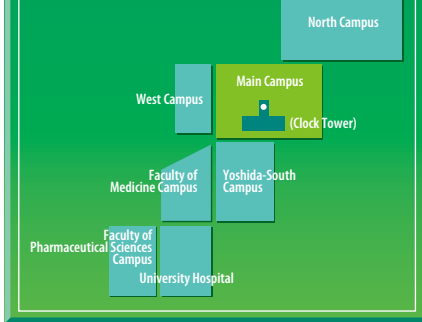 North Campus
Main Campus
West Campus
(Clock Tower)
Faculty of
Medicine Campus
Yoshida-South
Campus
Faculty of
Pharmaceutical Sciences
Campus
University Hospital